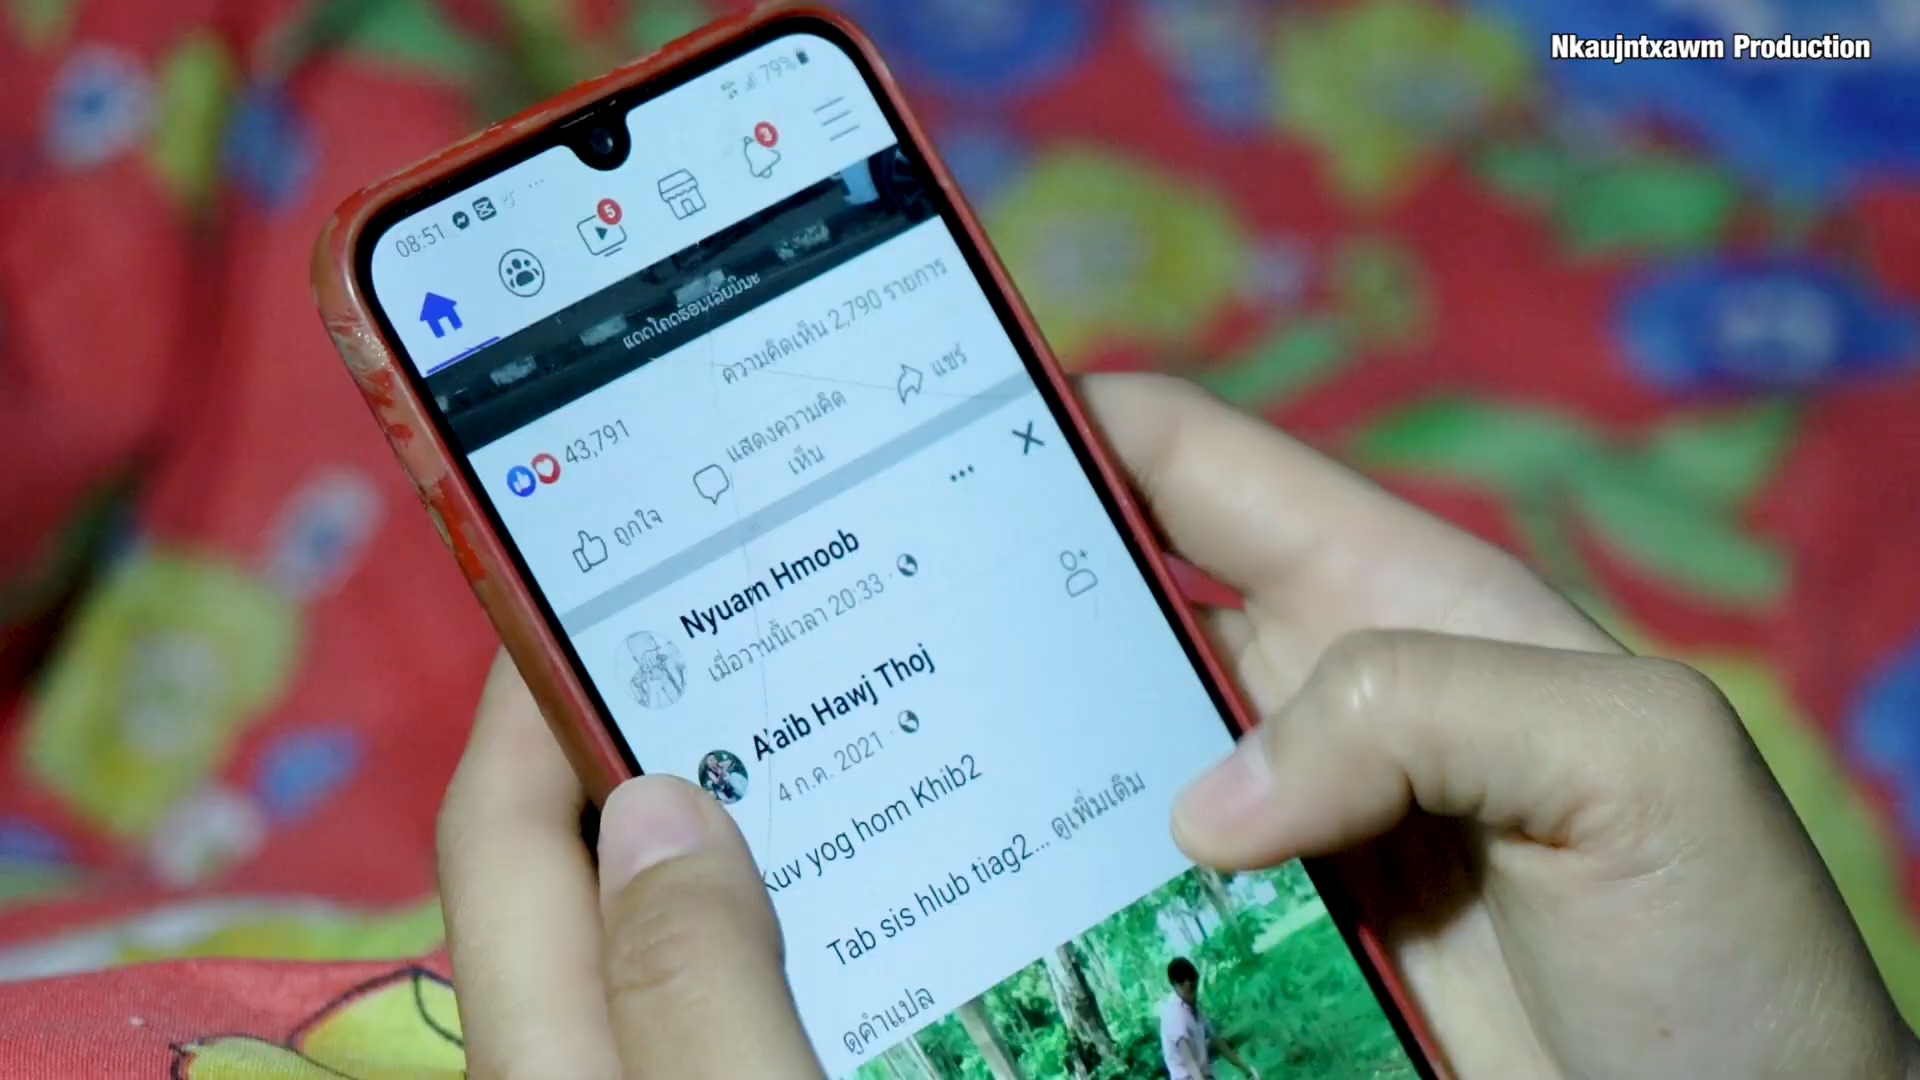 Nkaujntxawm Production
79%
08:51
3
5
ความคิดเห็น 2,790 รายการ
43,791
ถูกใจ
แสดงความคิด
เห็น
แชร์
Nyuam Hmoob
เมื่อวานนี้เวลา 20:33
A'aib Hawj Thoj
4 ก.ค. 2021
Kuv yog hom Khib2
Tab sis hlub tiag2... ดูเพิ่มเติม
ดูคำแปล